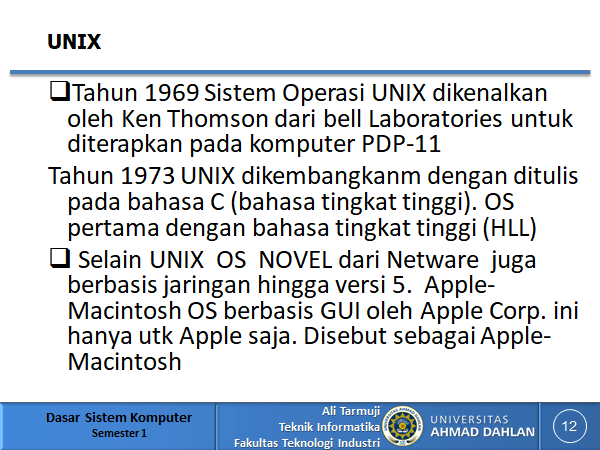 UNIX
❑Tahun 1969 Sistem Operasi UNIX dikenalkan
oleh Ken Thomson dari bell Laboratories untuk
diterapkan pada komputer PDP-11
Tahun 1973 UNIX dikembangkanm dengan ditulis
pada bahasa C (bahasa tingkat tinggi). OS
pertama dengan bahasa tingkat tinggi (HLL)
❑ Selain UNIX OS NOVEL dari Netware juga
berbasis jaringan hingga versi 5. Apple-
Macintosh OS berbasis GUI oleh Apple Corp. ini
hanya utk Apple saja. Disebut sebagai Apple-
Macintosh
Dasar Sistem Komputer
Semester 1
Ali Tarmuji
Teknik Informatika
Fakultas Teknologi Industri
UNIVERSITAS
AHMAD DAHLAN
12